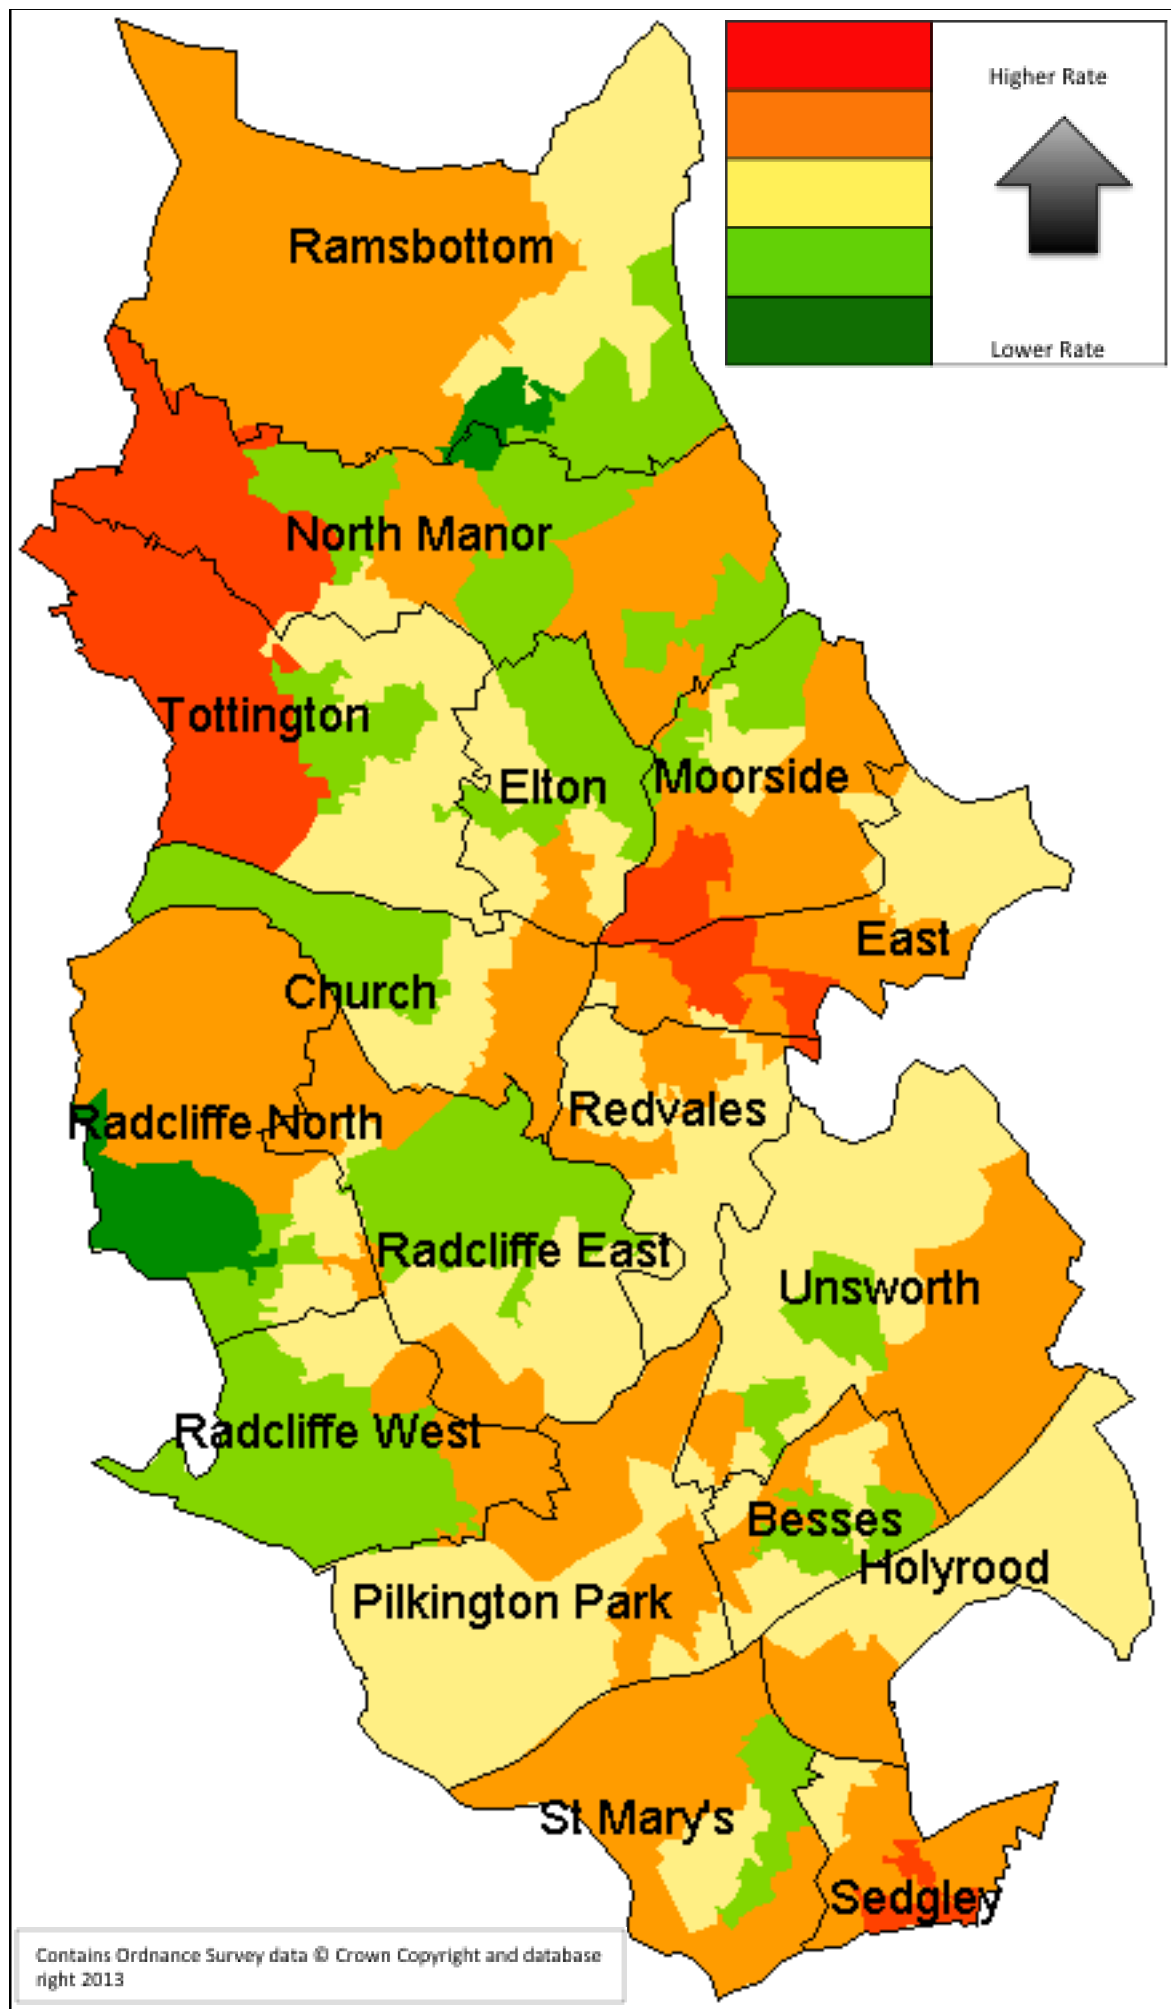 Higher Rate
Lower Rate
Ramsbottom
North Manor
Tottington
Elton
Moorside
East
Church
Radcliffe North
Redvales
Radcliffe East
Unsworth
Radcliffe West
Besses
Holyrood
Pilkington Park
St Mary's
Sedgley
Contains Ordnance Survey data © Crown Copyright and database
right 2013